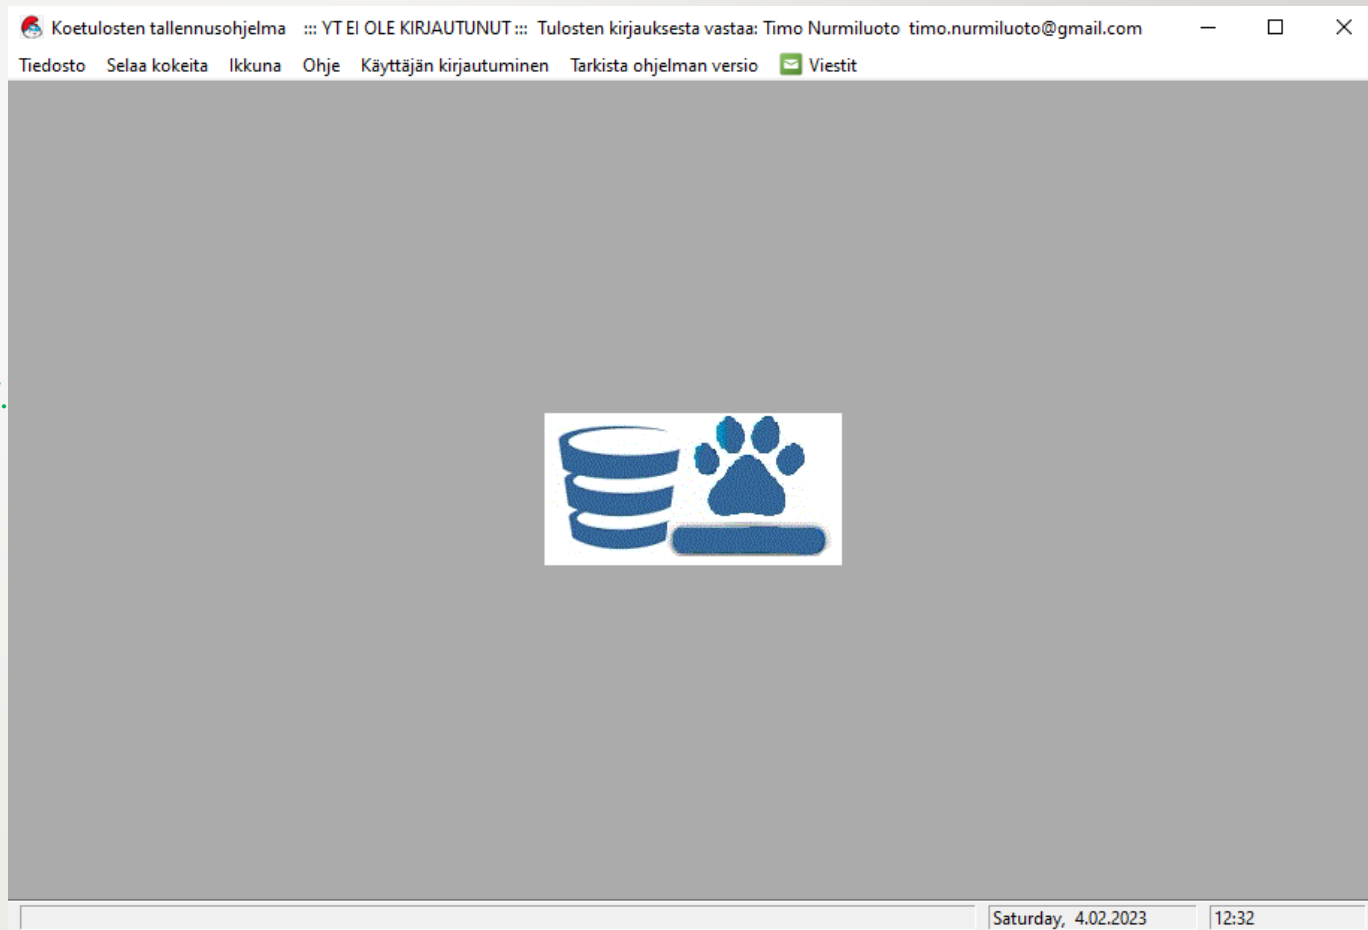 Koetulosten tallennusohjelma ::: YT EI OLE KIRJAUTUNUT ::: Tulosten kirjauksesta vastaa: Timo Nurmiluoto timo.nurmiluoto@gmail.com
Tiedosto Selaa kokeita Ikkuna Ohje Käyttäjän kirjautuminen Tarkista ohjelman versio Viestit
Saturday, 4.02.2023 12:32